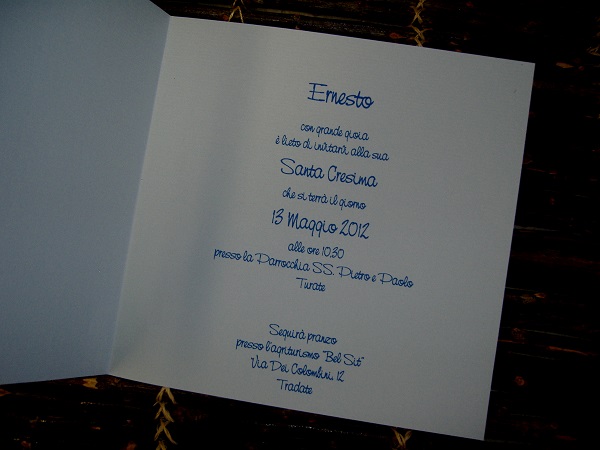 Ernesto
con grande gioia
è lieto di invitarvi alla sua
Santa Cresima
che si terrà il giorno
13 Maggio 2012
alle ore 10.30
presso la Parrocchia SS. Pietro e Paolo
Turate
Seguirà pranzo
presso l'agriturismo "Bel Sit"
Via Dei Colombini, 12
Tradate